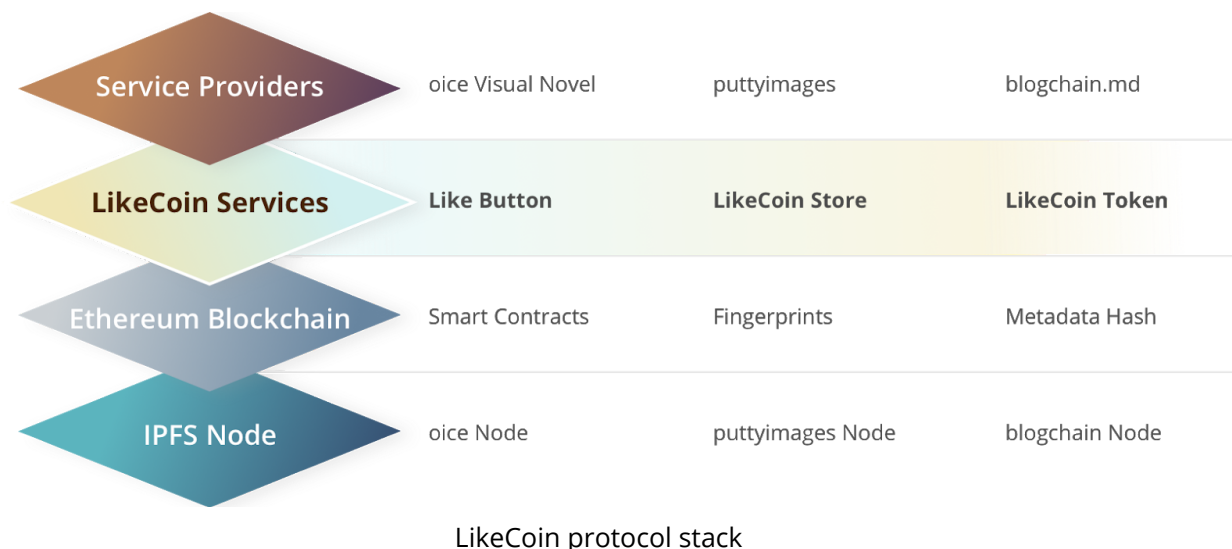 Service Providers oice Visual Novel puttyimages blogchain.md
LikeCoin Services Like Button LikeCoin Store LikeCoin Token
Ethereum Blockchain Smart Contracts Fingerprints Metadata Hash
IPFS Node oice Node puttyimages Node blogchain Node
LikeCoin protocol stack